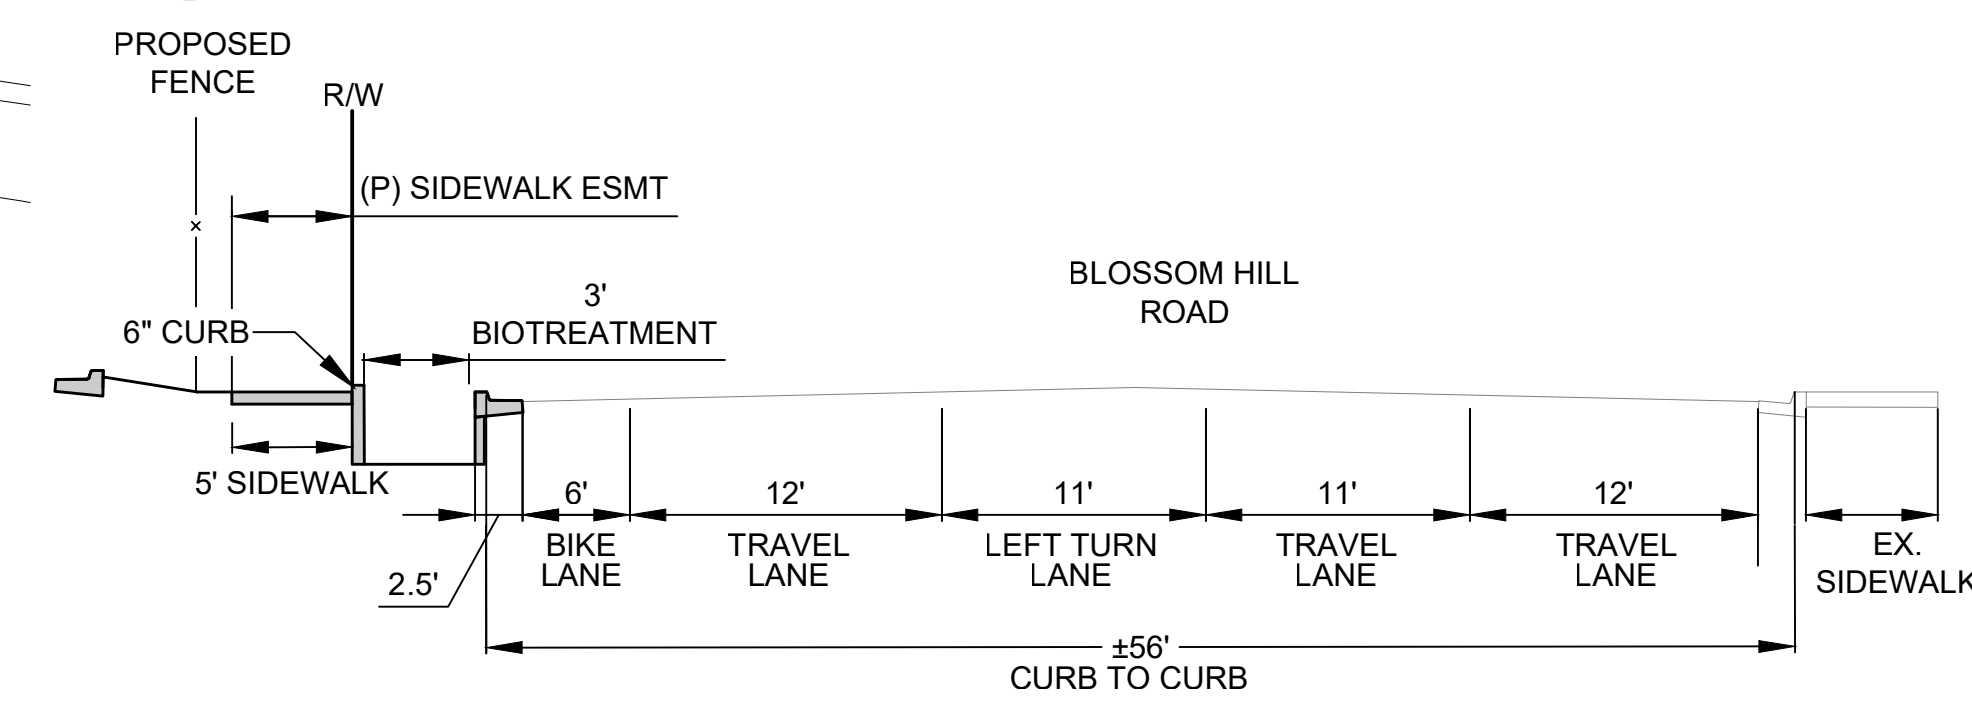 PROPOSED
FENCE
R/W
(P) SIDEWALK ESMT
BLOSSOM HILL
ROAD
3'
BIOTREATMENT
6" CURB
5' SIDEWALK
6'
12'
11'
11'
12'
BIKE
LANE
TRAVEL
LANE
LEFT TURN
LANE
TRAVEL
LANE
TRAVEL
LANE
EX.
SIDEWALK
2.5'
±56'
CURB TO CURB